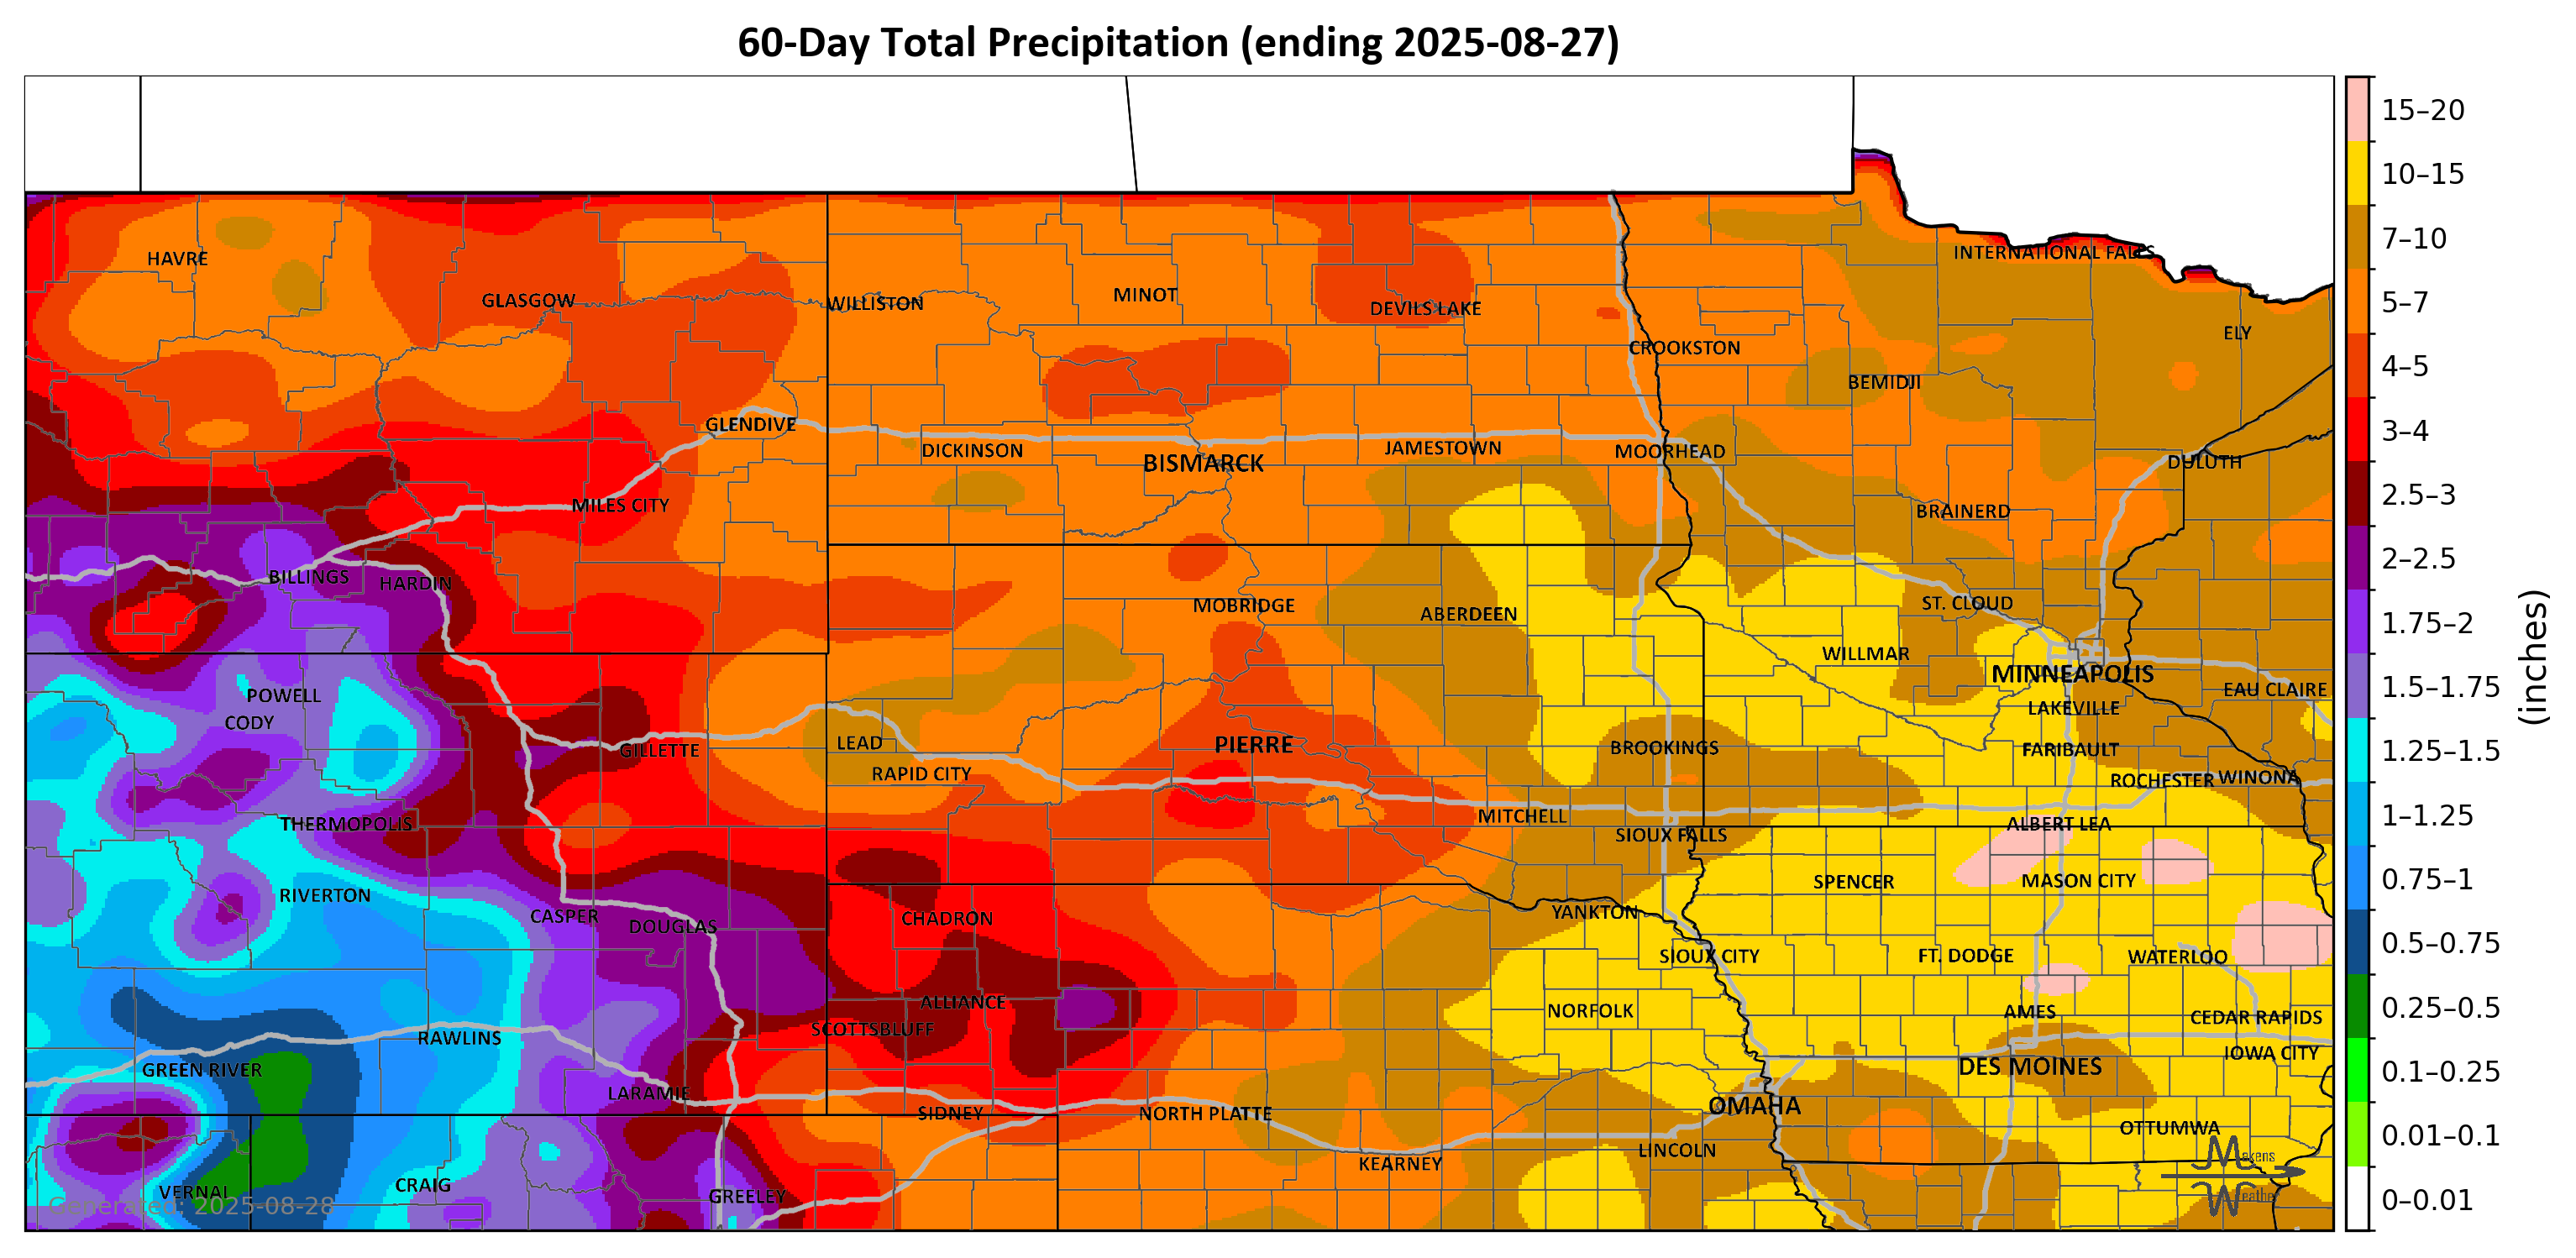 60-Day Total Precipitation (ending 2025-08-27)
15–20
10–15
7–10
5–7
4–5
3–4
2.5–3
2–2.5
1.75–2
1.5–1.75
1.25–1.5
1–1.25
0.75–1
0.5–0.75
0.25–0.5
0.1–0.25
0.01–0.1
0–0.01
(inches)
HAVRE
INTERNATIONAL FALLS
GLASGOW
WILLISTON
MINOT
DEVILS LAKE
ELY
CROOKSTON
BEMIDJI
GLENDIVE
DICKINSON
BISMARCK
JAMESTOWN
MOORHEAD
DULUTH
MILES CITY
BRAINERD
BILLINGS
HARDIN
MOBRIDGE
ABERDEEN
ST. CLOUD
WILLMAR
MINNEAPOLIS
POWELL
EAU CLAIRE
CODY
LAKEVILLE
GILLETTE
LEAD
PIERRE
BROOKINGS
FARIBAULT
RAPID CITY
ROCHESTER
WINONA
THERMOPOLIS
MITCHELL
ALBERT LEA
SIOUX FALLS
RIVERTON
SPENCER
MASON CITY
CASPER
DOUGLAS
CHADRON
YANKTON
SIOUX CITY
FT. DODGE
WATERLOO
ALLIANCE
NORFOLK
AMES
CEDAR RAPIDS
SCOTTSBLUFF
RAWLINS
GREEN RIVER
DES MOINES
IOWA CITY
LARAMIE
SIDNEY
NORTH PLATTE
OMAHA
OTTUMWA
KEARNEY
LINCOLN
VERNAL
CRAIG
GREELEY
Generated: 2025-08-28
Makens
Weather